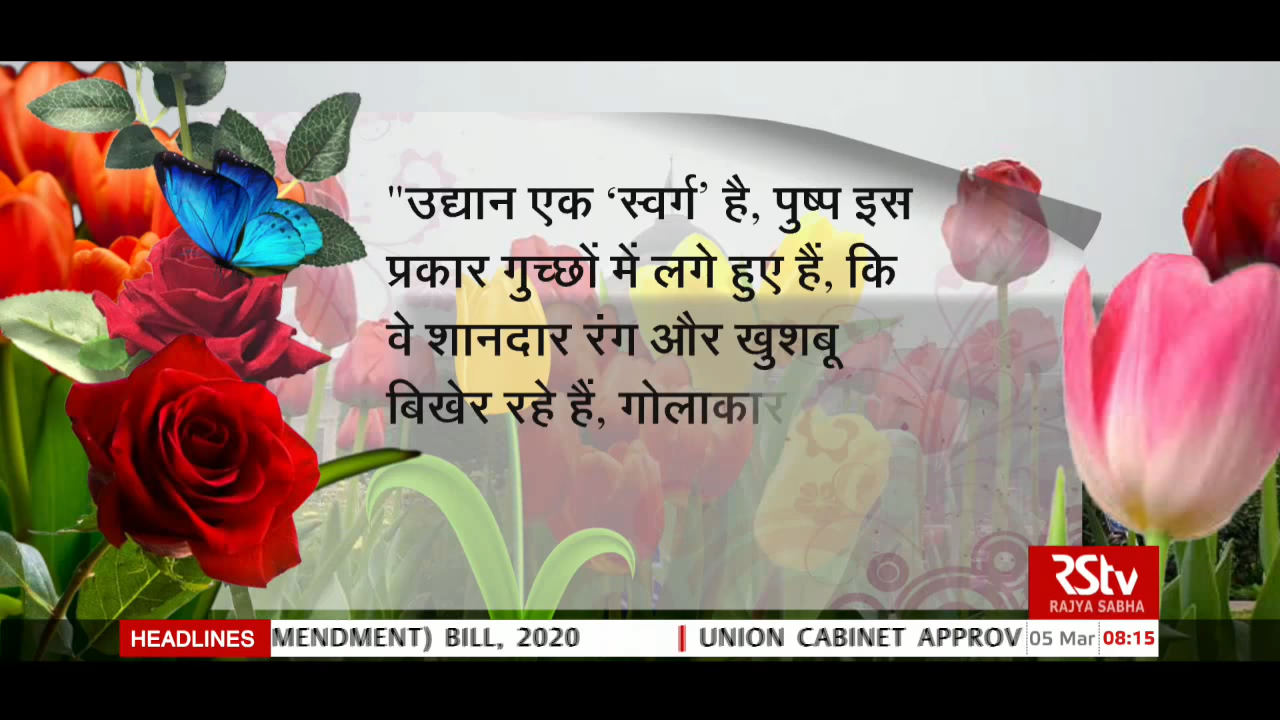 "उद्यान एक ‘स्वर्ग’ है, पुष्प इस
प्रकार गुच्छों में लगे हुए हैं, कि
वे शानदार रंग और खुशबू
बिखेर रहे हैं, गोलाकार
RStv
RAJYA SABHA
HEADLINES MENDMENT) BILL, 2020 UNION CABINET APPROV 05 Mar 08:15